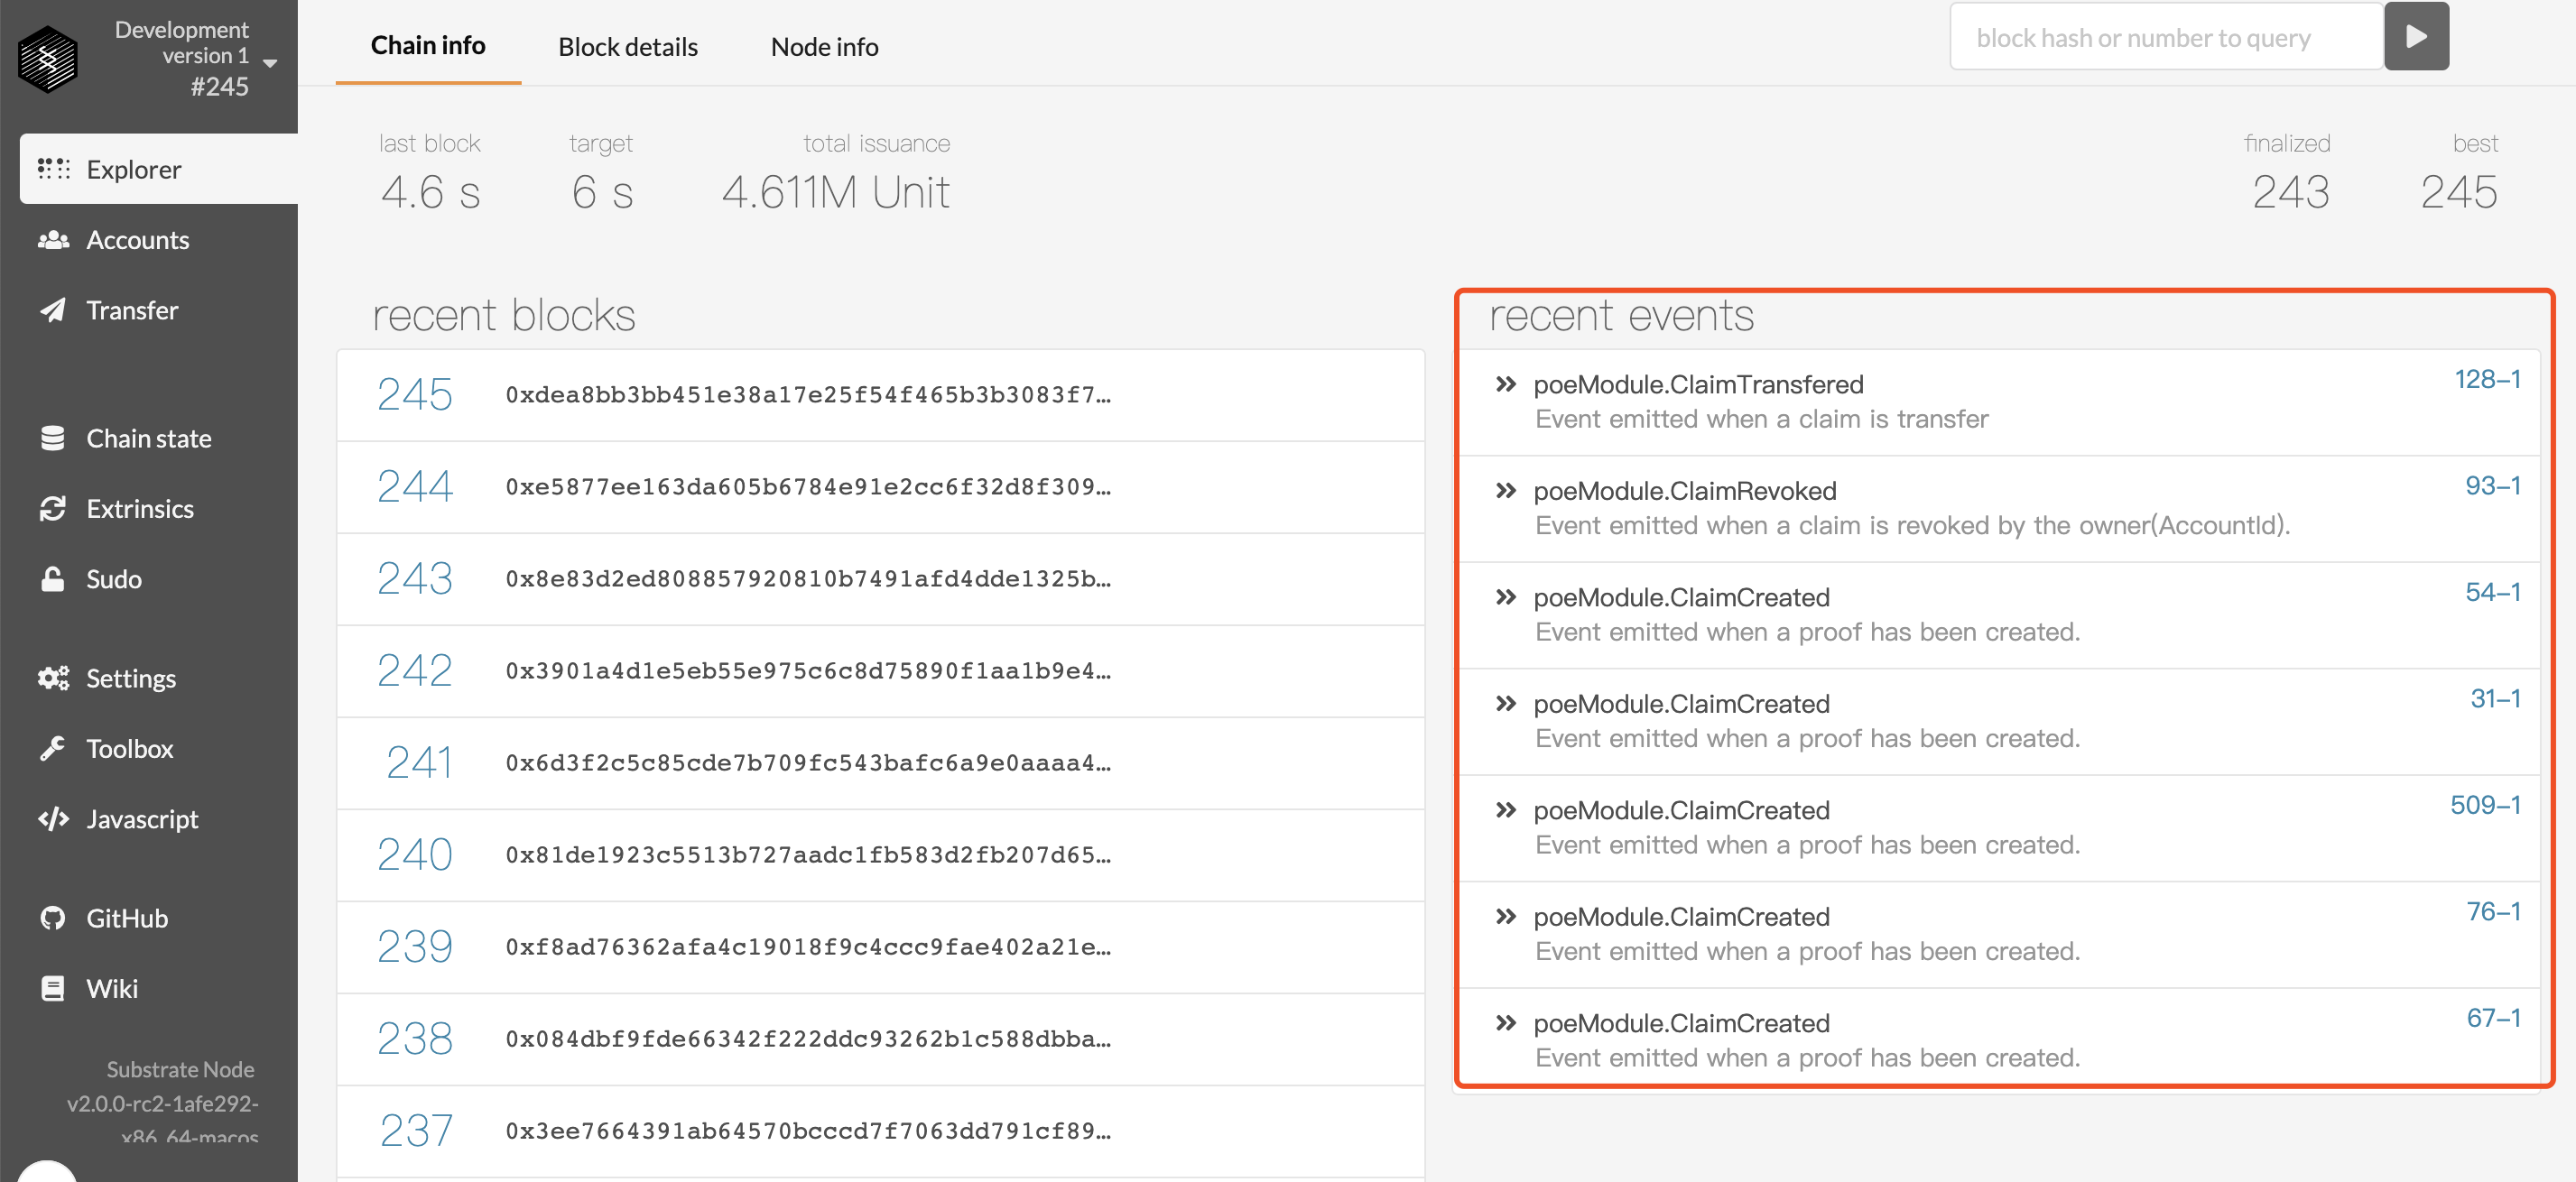 Development
version 1
#245
Chain info
Block details
Node info
block hash or number to query
Explorer
Accounts
Transfer
Chain state
Extrinsics
Sudo
Settings
Toolbox
Javascript
GitHub
Wiki
Substrate Node
v2.0.0-rc2-1afe292-
x86_64-macos
last block
4.6 s
target
6 s
total issuance
4.611M Unit
finalized
243
best
245
recent blocks
245 0xdea8bb3bb451e38a17e25f54f465b3b3083f7…
244 0xe5877ee163da605b6784e91e2cc6f32d8f309…
243 0x8e83d2ed808857920810b7491afd4dde1325b…
242 0x3901a4d1e5eb55e975c6c8d75890f1aa1b9e4…
241 0x6d3f2c5c85cde7b709fc543bafc6a9e0aaaa4…
240 0x81de1923c5513b727aadc1fb583d2fb207d65…
239 0xf8ad76362afa4c19018f9c4ccc9fae402a21e…
238 0x084dbf9fde66342f222ddc93262b1c588dbba…
237 0x3ee7664391ab64570bcccd7f7063dd791cf89…
recent events
poeModule.ClaimTransfered 128-1
Event emitted when a claim is transfer
poeModule.ClaimRevoked 93-1
Event emitted when a claim is revoked by the owner(AccountId).
poeModule.ClaimCreated 54-1
Event emitted when a proof has been created.
poeModule.ClaimCreated 31-1
Event emitted when a proof has been created.
poeModule.ClaimCreated 509-1
Event emitted when a proof has been created.
poeModule.ClaimCreated 76-1
Event emitted when a proof has been created.
poeModule.ClaimCreated 67-1
Event emitted when a proof has been created.